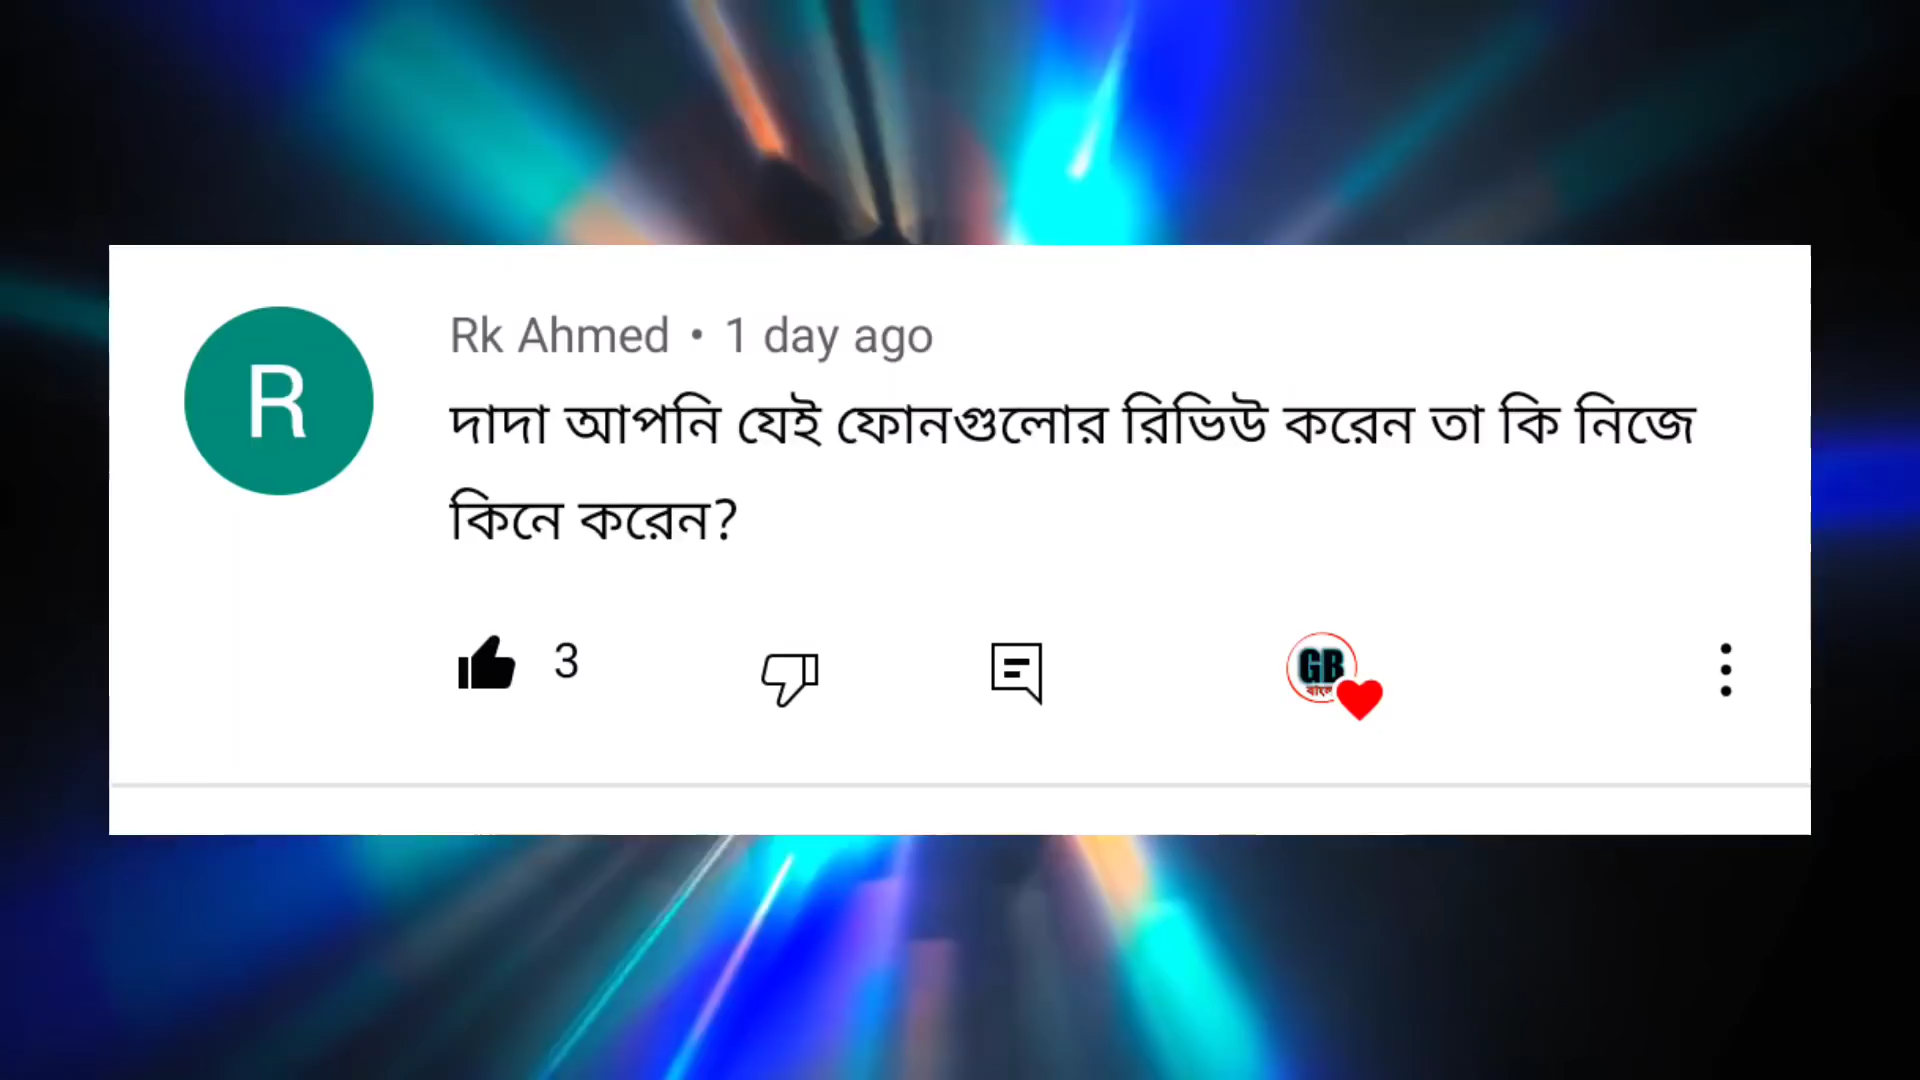 R
Rk Ahmed • 1 day ago
দাদা আপনি যেই ফোনগুলোর রিভিউ করেন তা কি নিজে
কিনে করেন?
3
GB